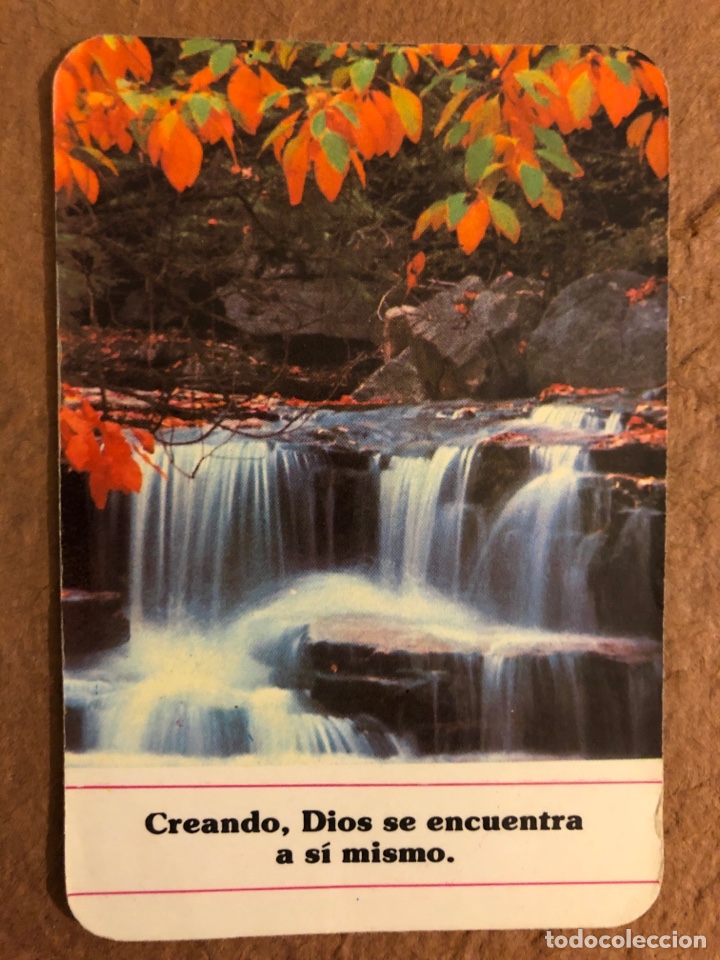 Creando, Dios se encuentra
a sí mismo.
todocoleccion